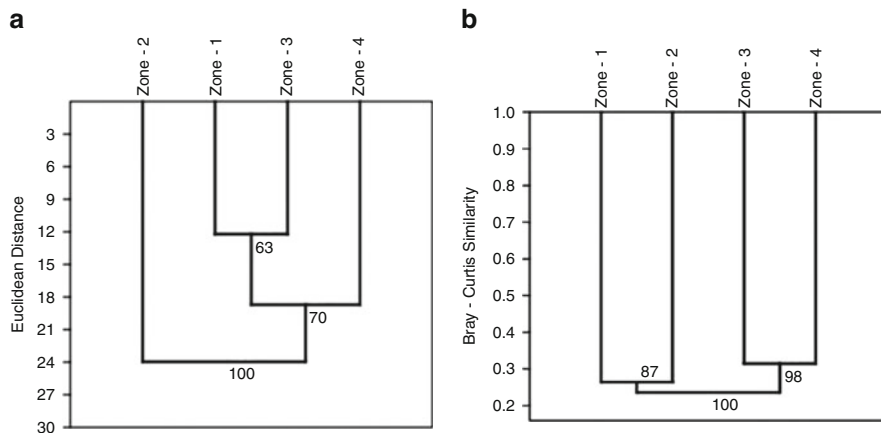 a
Zone - 2
Zone - 1
Zone - 3
Zone - 4
Euclidean Distance
3
6
9
12
15
18
21
24
27
30
63
70
100
b
Zone - 1
Zone - 2
Zone - 3
Zone - 4
Bray - Curtis Similarity
1.0
0.9
0.8
0.7
0.6
0.5
0.4
0.3
0.2
87
98
100